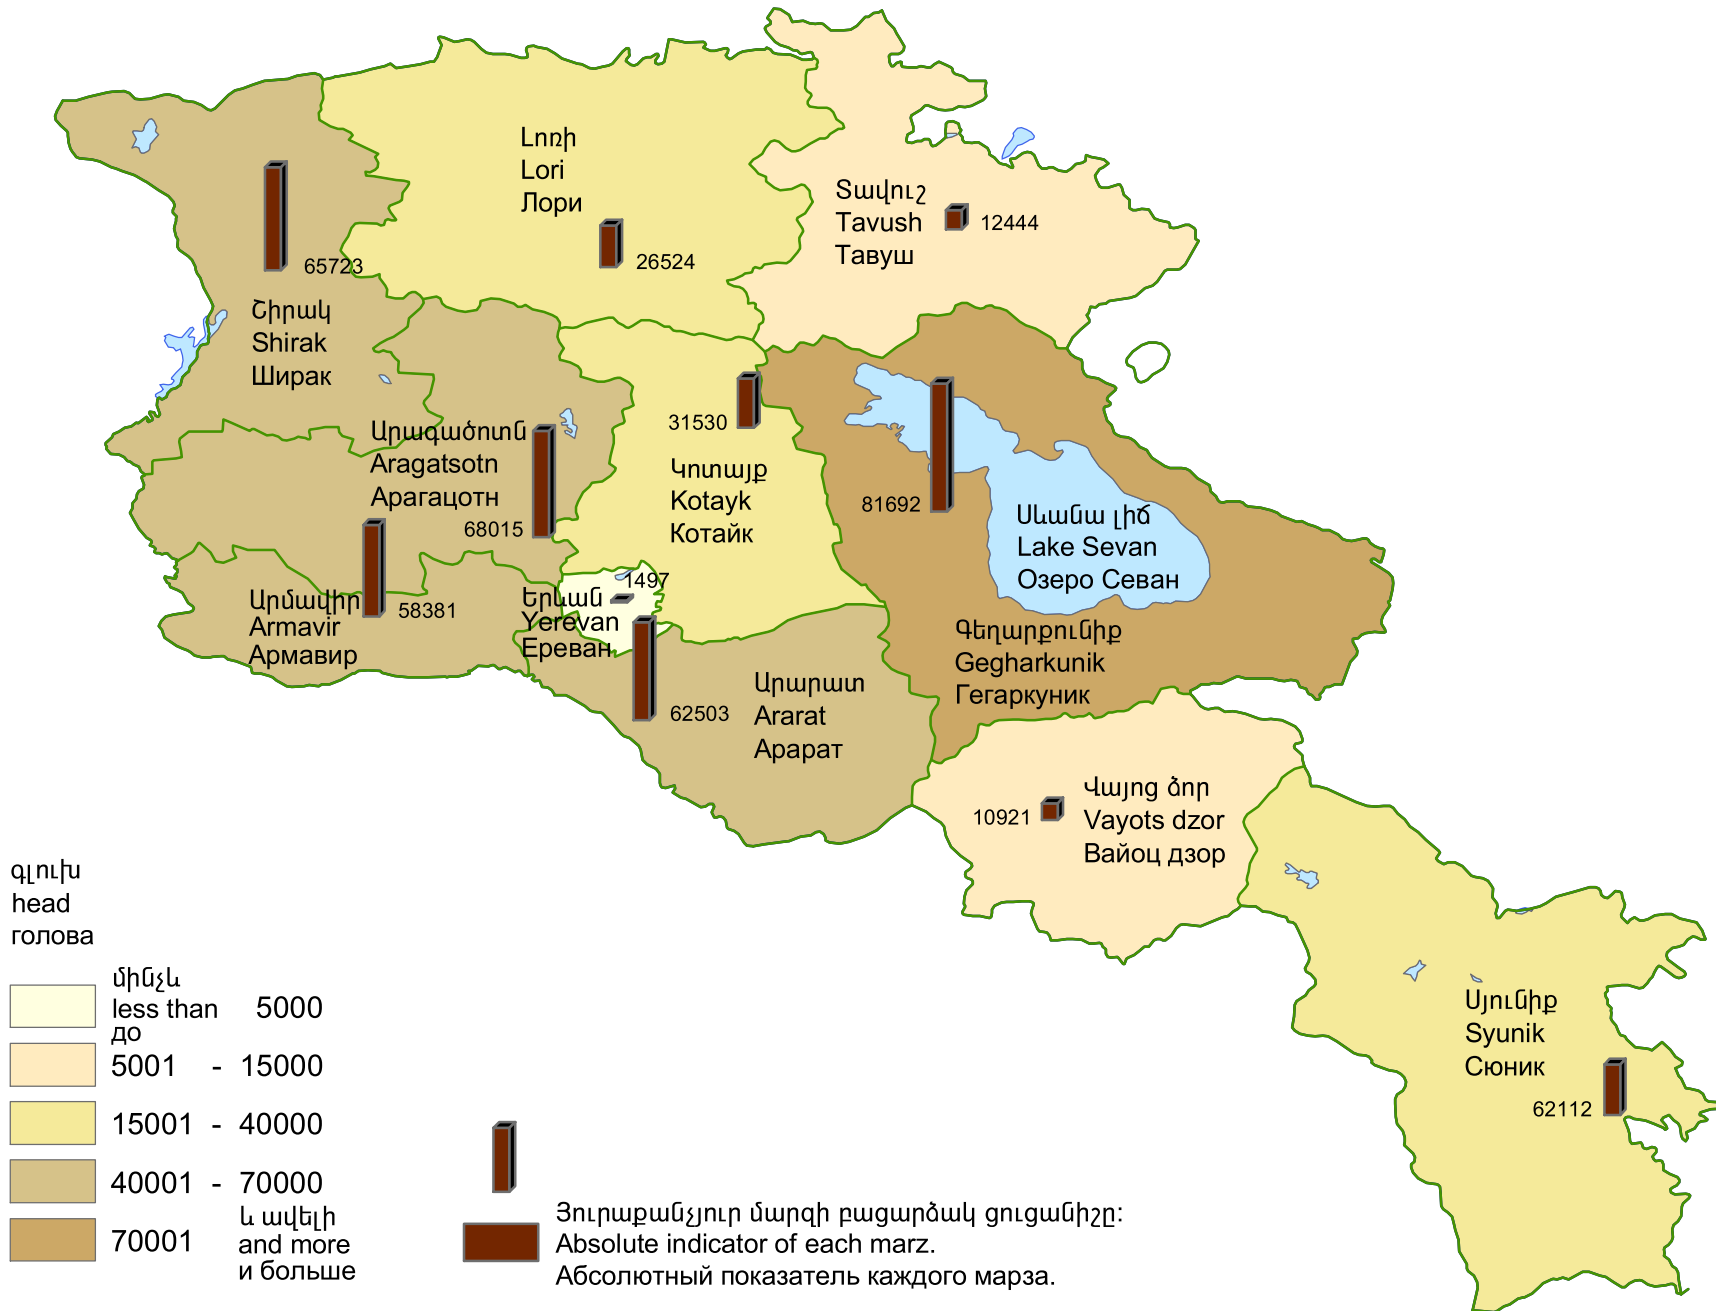 Լոռի
Lori
Лори
26524
Տավուշ
Tavush
Тавуш
12444
65723
Շիրակ
Shirak
Ширак
31530
Կոտայք
Kotayk
Котайк
Արագածոտն
Aragatsotn
Арагацотн
68015
81692
Սևանա լիճ
Lake Sevan
Озеро Севан
Արմավիր
Armavir
Армавир
58381
1497
Երևան
Yerevan
Ереван
Գեղարքունիք
Gegharkunik
Гегаркуник
62503
Արարատ
Ararat
Арарат
10921
Վայոց ձոր
Vayots dzor
Вайоц дзор
Սյունիք
Syunik
Сюник
62112
գլուխ
head
голова
մինչև
less than 5000
до
5001 - 15000
15001 - 40000
40001 - 70000
70001
և ավելի
and more
и больше
Յուրաքանչյուր մարզի բացարձակ ցուցանիշը:
Absolute indicator of each marz.
Абсолютный показатель каждого марза.